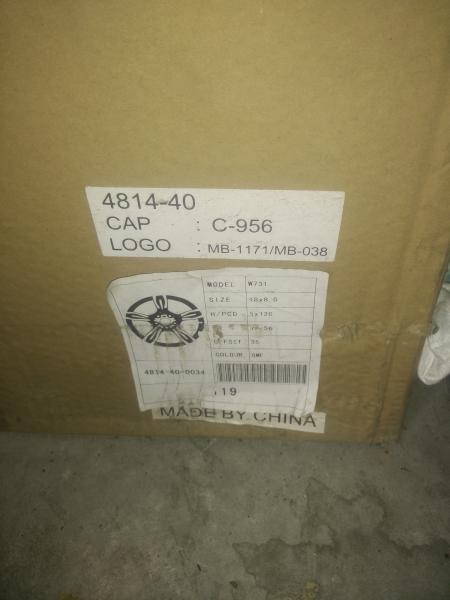 4814-40
CAP : C-956
LOGO : MB-1171/MB-038
MODEL W731
SIZE 18x8.0
H/PCD 5x120
OFFSET 35
COLOUR
4814-40-0034
119
MADE BY CHINA